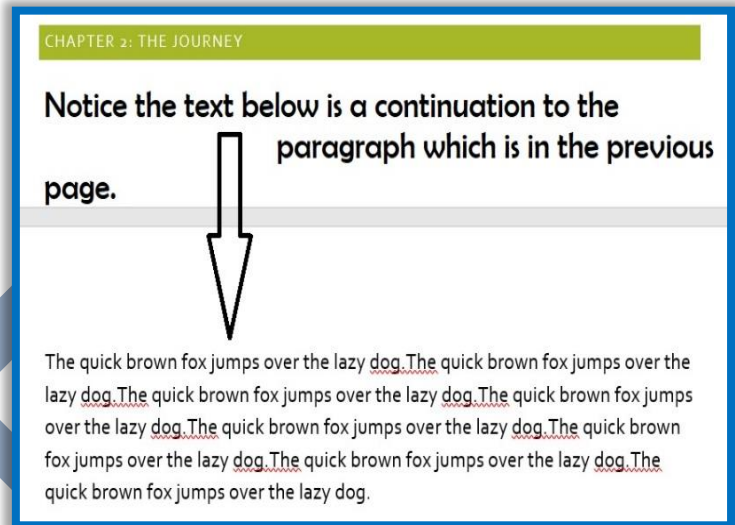 CHAPTER 2: THE JOURNEY
Notice the text below is a continuation to the
paragraph which is in the previous
page.
The quick brown fox jumps over the lazy dog.The quick brown fox jumps over the
lazy dog.The quick brown fox jumps over the lazy dog.The quick brown fox jumps
over the lazy dog.The quick brown fox jumps over the lazy dog.The quick brown
fox jumps over the lazy dog.The quick brown fox jumps over the lazy dog.The
quick brown fox jumps over the lazy dog.